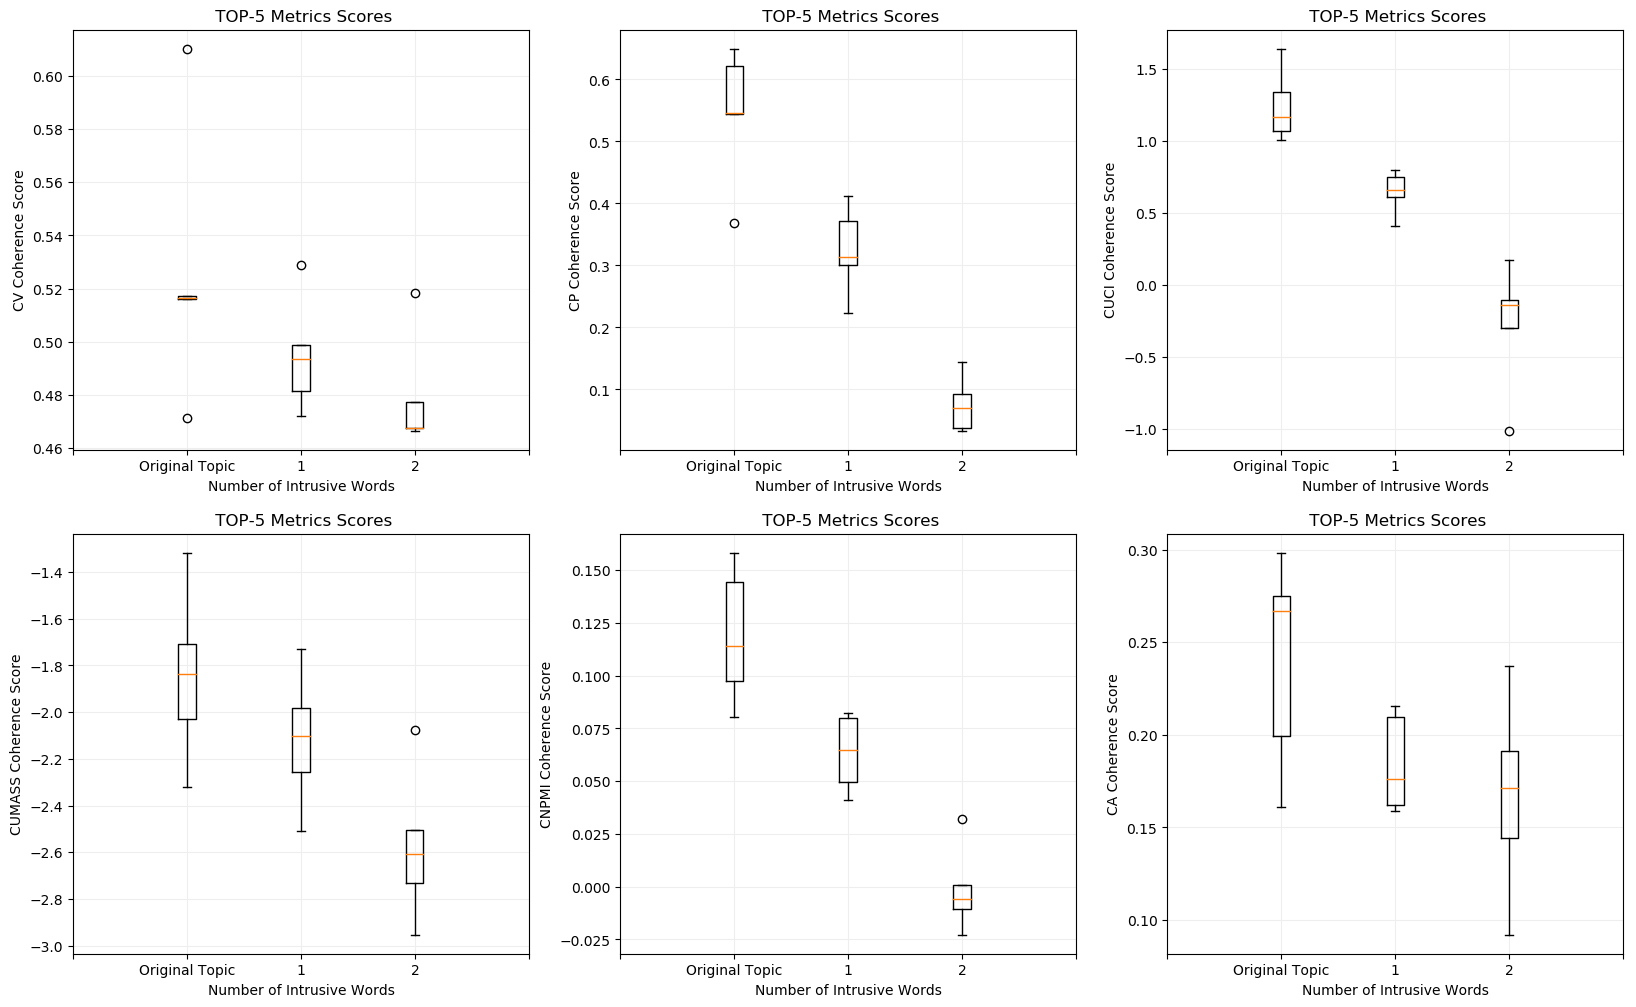 TOP-5 Metrics Scores
CV Coherence Score
0.60
0.58
0.56
0.54
0.52
0.50
0.48
0.46
Original Topic 1 2
Number of Intrusive Words
TOP-5 Metrics Scores
CP Coherence Score
0.6
0.5
0.4
0.3
0.2
0.1
Original Topic 1 2
Number of Intrusive Words
TOP-5 Metrics Scores
CUCI Coherence Score
1.5
1.0
0.5
0.0
−0.5
−1.0
Original Topic 1 2
Number of Intrusive Words
TOP-5 Metrics Scores
CUMASS Coherence Score
−1.4
−1.6
−1.8
−2.0
−2.2
−2.4
−2.6
−2.8
−3.0
Original Topic 1 2
Number of Intrusive Words
TOP-5 Metrics Scores
CNPMI Coherence Score
0.150
0.125
0.100
0.075
0.050
0.025
0.000
−0.025
Original Topic 1 2
Number of Intrusive Words
TOP-5 Metrics Scores
CA Coherence Score
0.30
0.25
0.20
0.15
0.10
Original Topic 1 2
Number of Intrusive Words